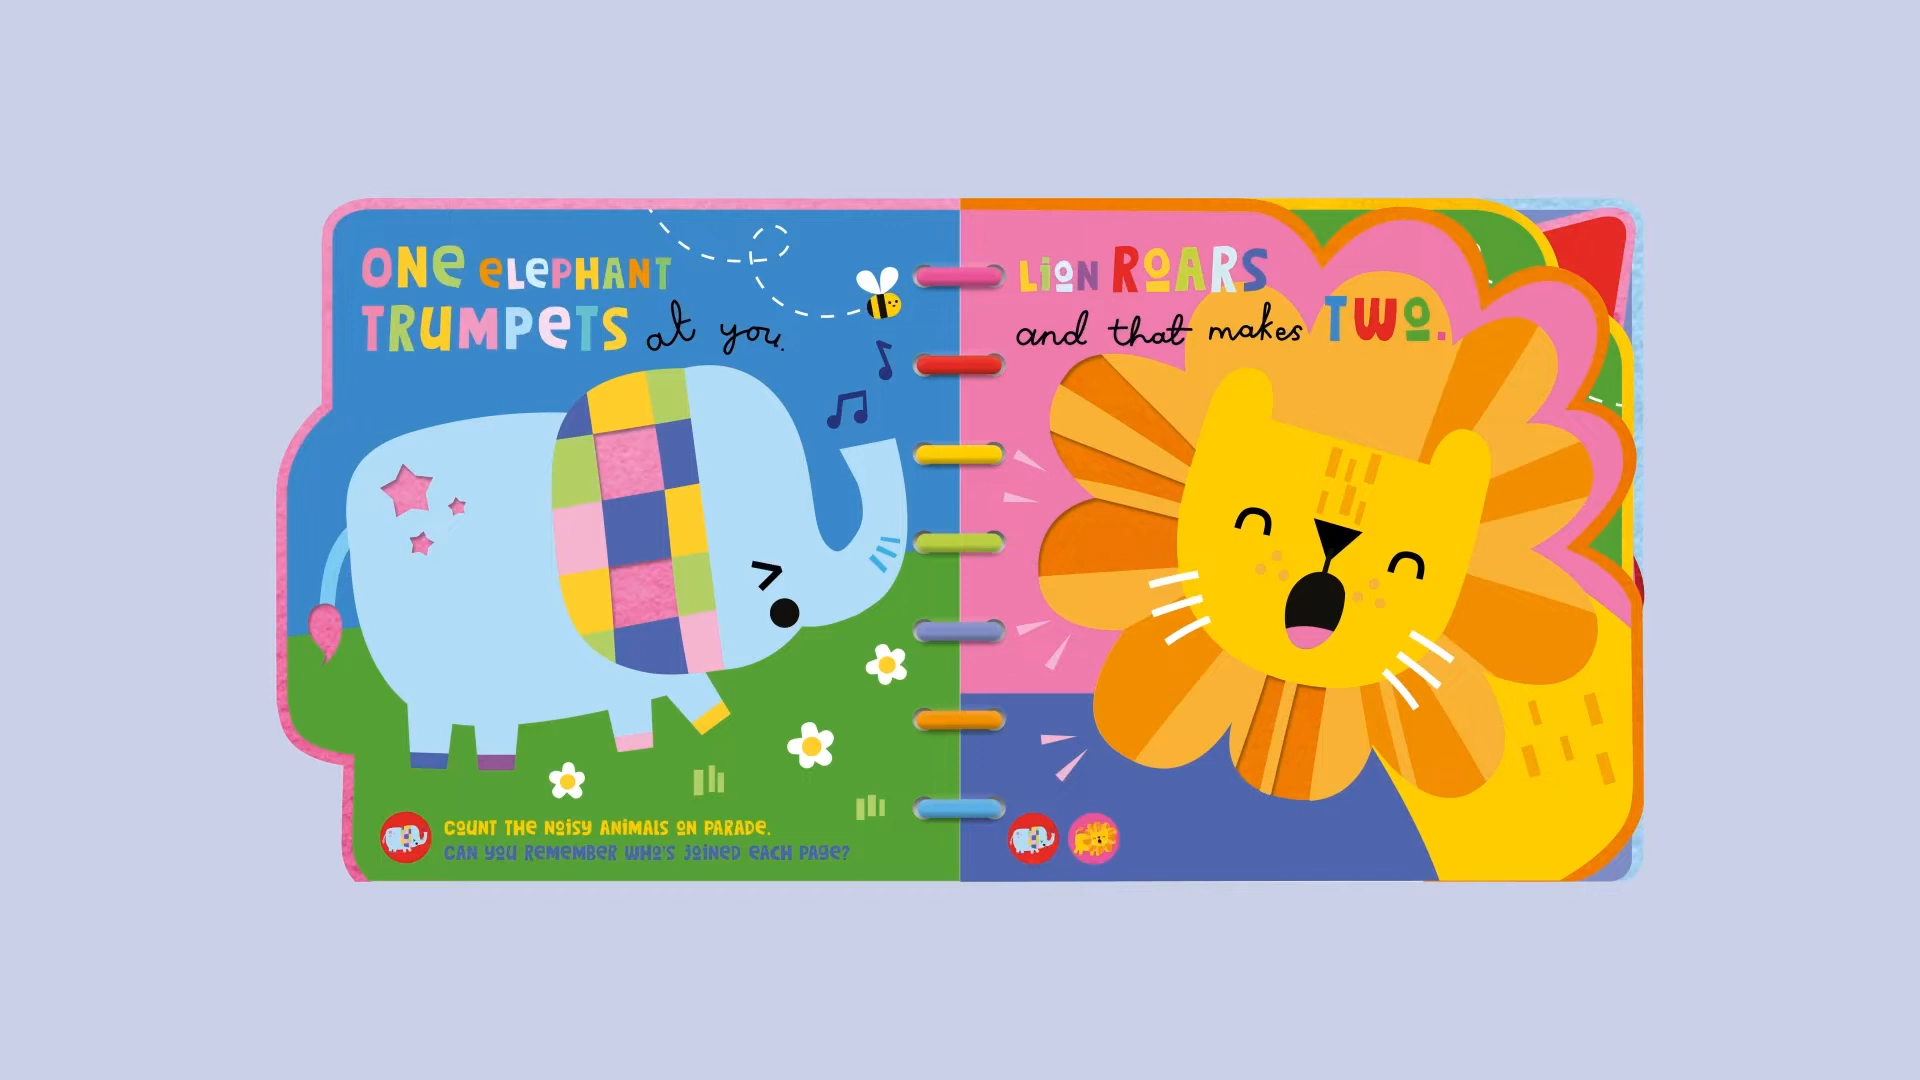 ONE ELEPHANT
TRUMPETS at you.
COUNT THE NOISY ANIMALS ON PARADE.
CAN YOU REMEMBER WHO'S JOINED EACH PAGE?
LION ROARS
and that makes TWO.